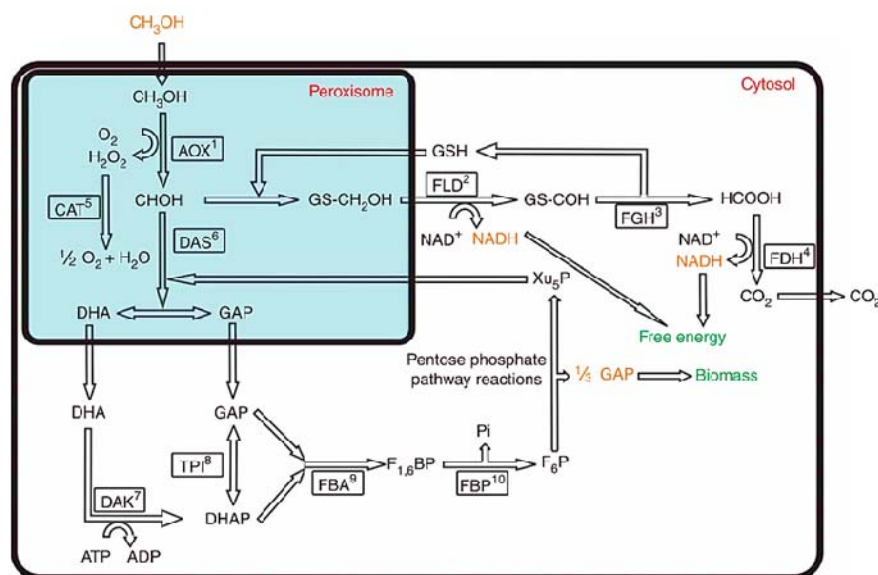 CH₃OH
Peroxisome
Cytosol
CH₃OH
O₂
H₂O₂
AOX¹
GSH
FLD²
CAT⁵
CHOH
GS-CH₂OH
GS-COH
FGH³
HCOOH
½ O₂ + H₂O
DAS⁶
NAD⁺ NADH
NAD⁺
NADH
FDH⁴
Xu₅P
CO₂
CO₂
DHA
GAP
Free energy
Pentose phosphate
pathway reactions
⅓ GAP
Biomass
DHA
GAP
Pi
TPI⁸
F₁,₆BP
F₆P
FBA⁹
FBP¹⁰
DAK⁷
DHAP
ATP
ADP